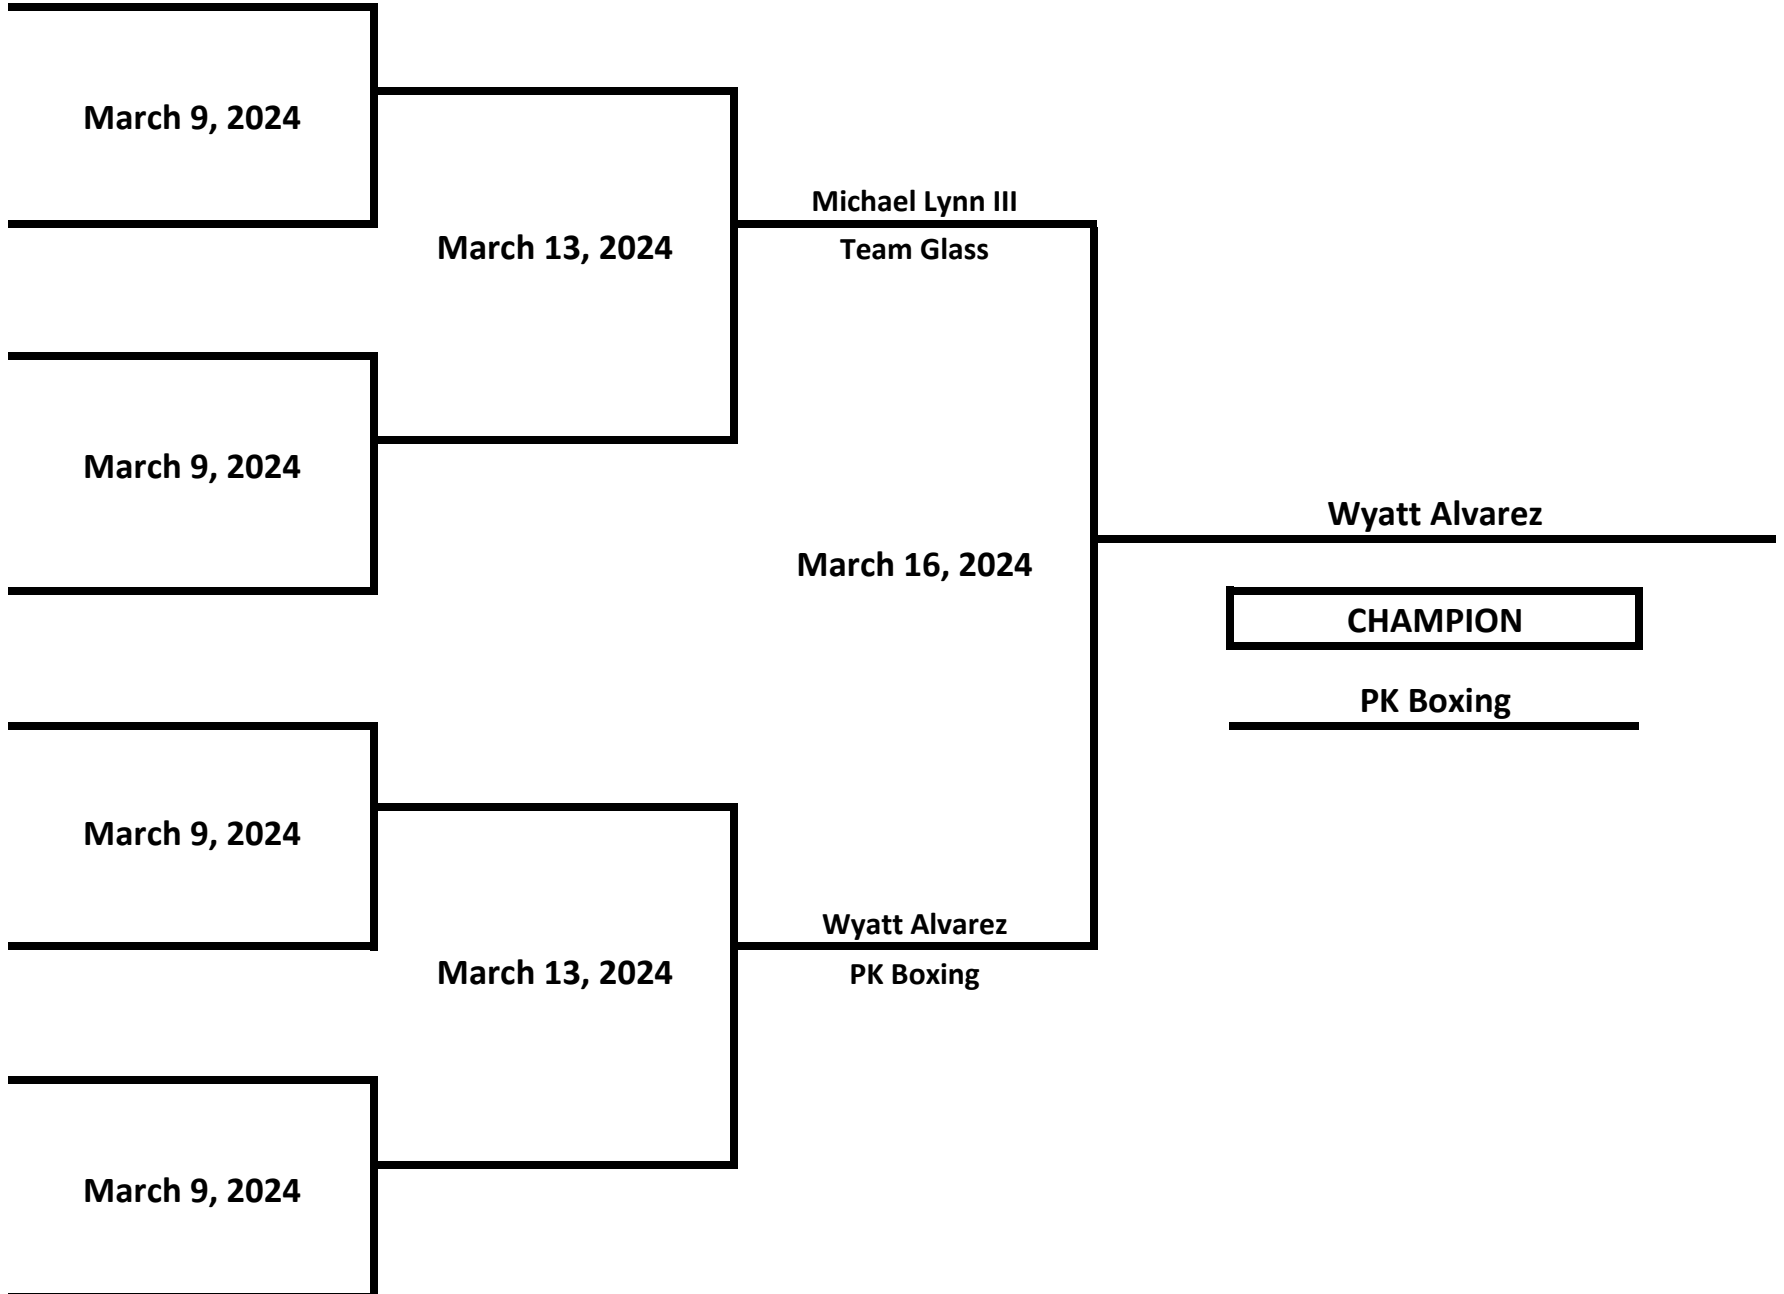 March 9, 2024
March 13, 2024
March 9, 2024
Michael Lynn III
Team Glass
March 16, 2024
Wyatt Alvarez
CHAMPION
PK Boxing
March 9, 2024
March 13, 2024
March 9, 2024
Wyatt Alvarez
PK Boxing